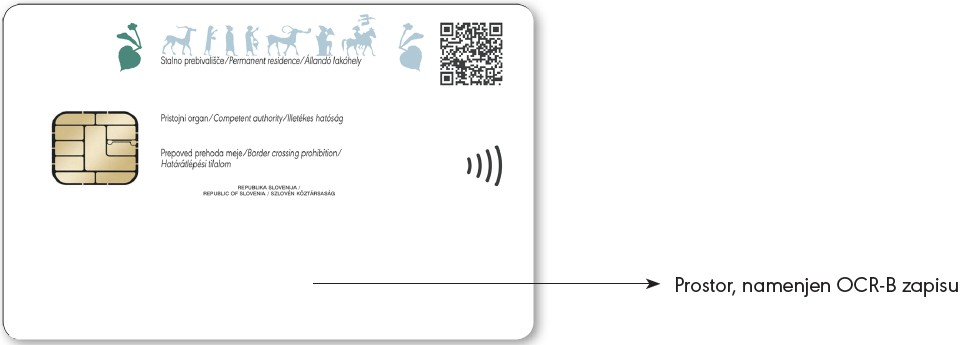 Stalno prebivališče/Permanent residence/Állandó lakóhely
Pristojni organ/Competent authority/Illetékes hatóság
Prepoved prehoda meje/Border crossing prohibition/
Határátlépési tilalom
REPUBLIKA SLOVENIJA /
REPUBLIC OF SLOVENIA / SZLOVÉN KÖZTÁRSASÁG
Prostor, namenjen OCR-B zapisu